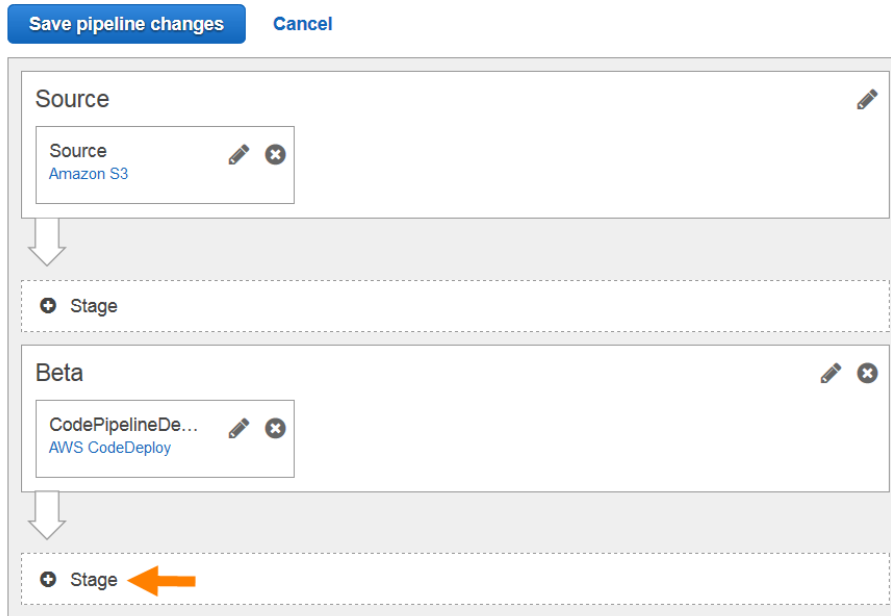 Save pipeline changes Cancel
Source
Source
Amazon S3
Stage
Beta
CodePipelineDe...
AWS CodeDeploy
Stage